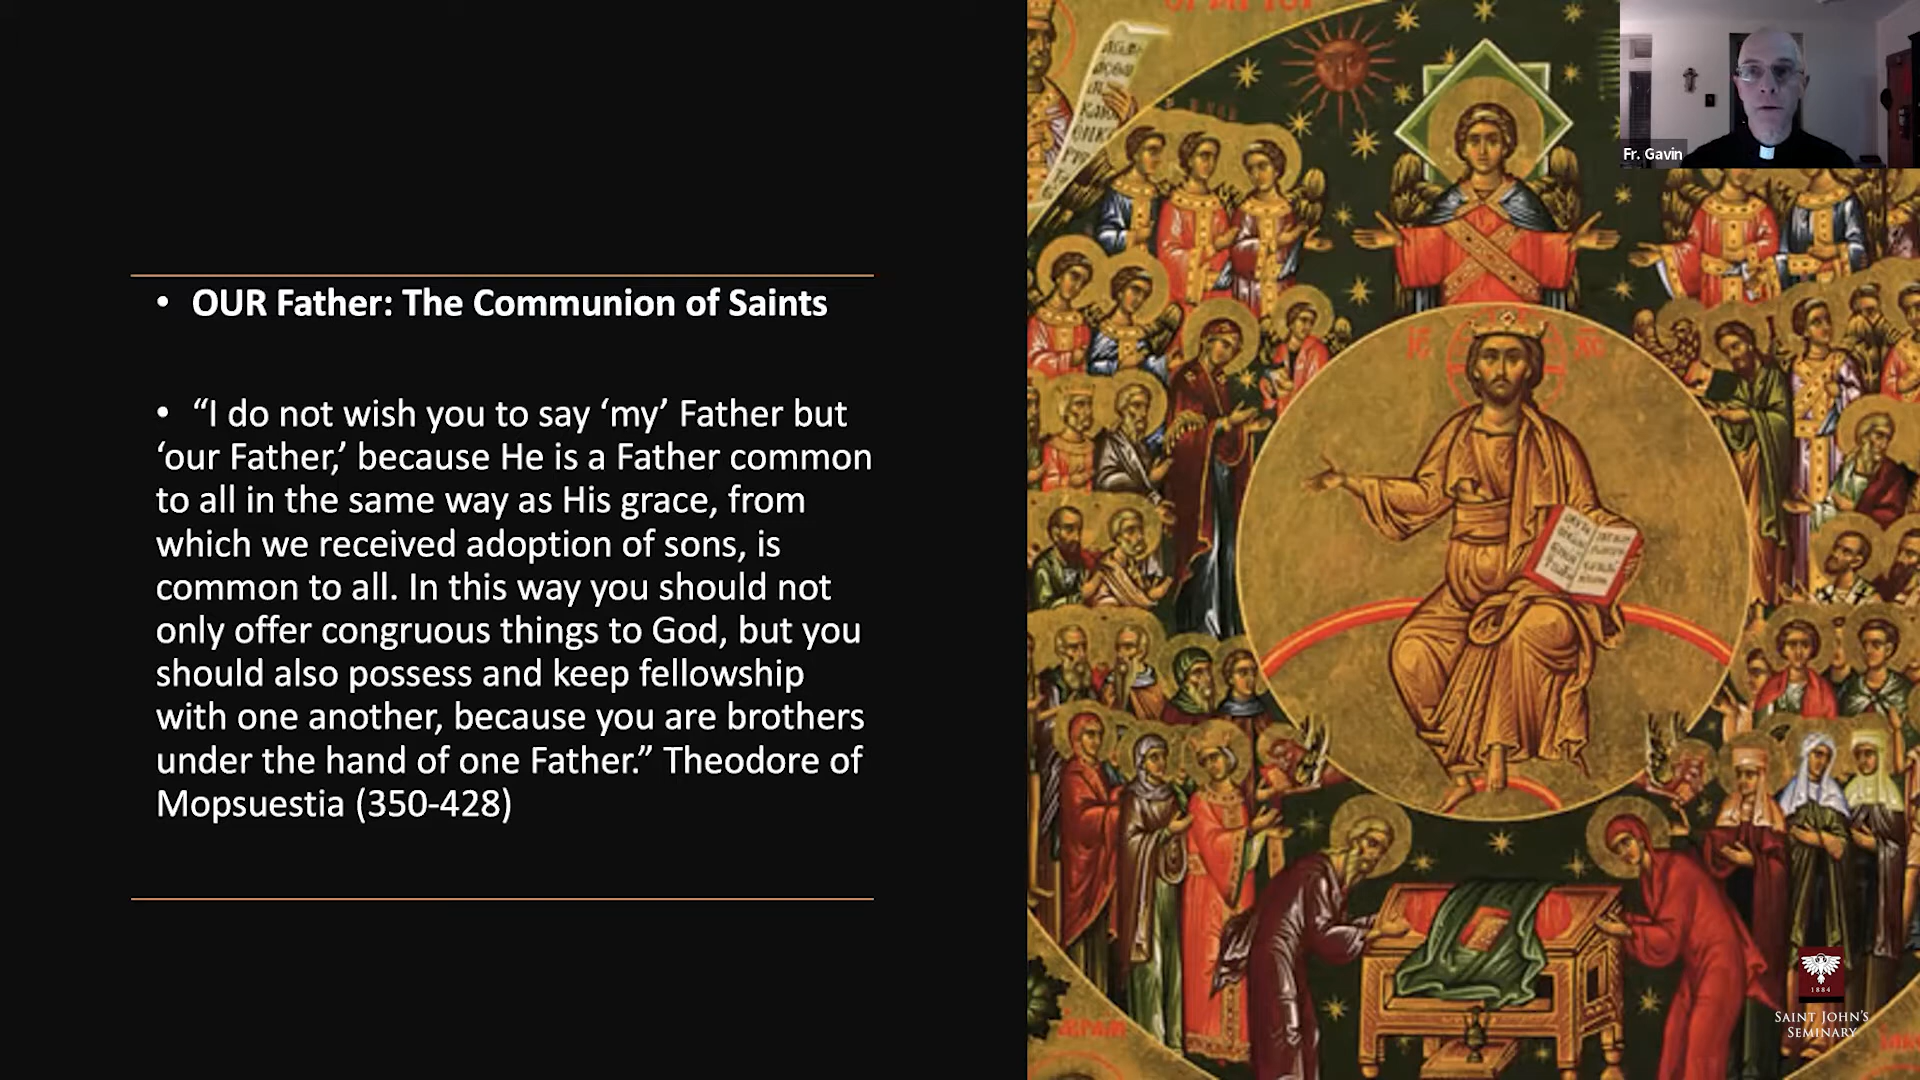 Fr. Gavin
• OUR Father: The Communion of Saints
• “I do not wish you to say ‘my’ Father but
‘our Father,’ because He is a Father common
to all in the same way as His grace, from
which we received adoption of sons, is
common to all. In this way you should not
only offer congruous things to God, but you
should also possess and keep fellowship
with one another, because you are brothers
under the hand of one Father.” Theodore of
Mopsuestia (350-428)
1884
SAINT JOHN'S
SEMINARY